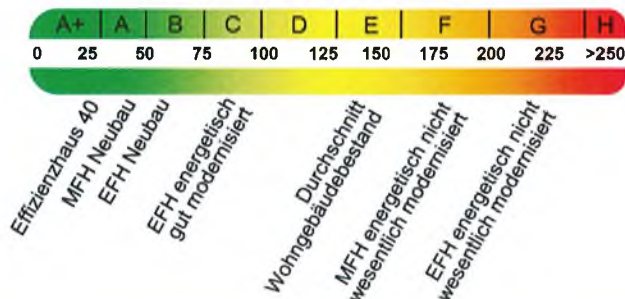 A+ A B C D E F G H
0 25 50 75 100 125 150 175 200 225 >250
Effizienzhaus 40
MFH Neubau
EFH Neubau
EFH energetisch
gut modernisiert
Durchschnitt
Wohngebäudebestand
MFH energetisch nicht
wesentlich modernisiert
EFH energetisch nicht
wesentlich modernisiert